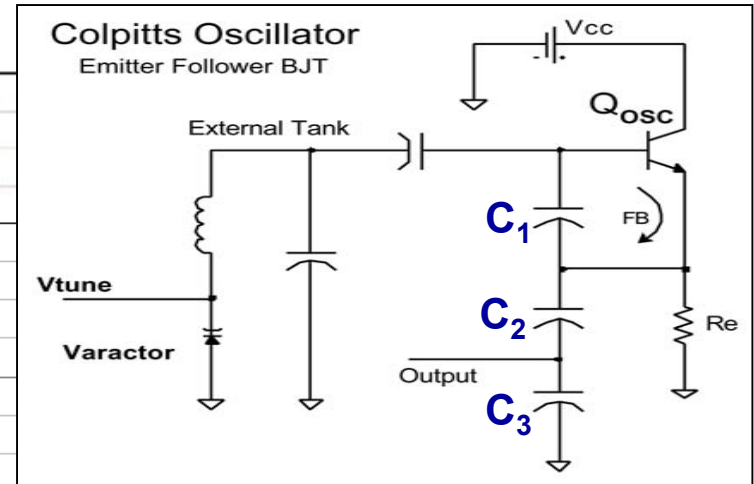 Colpitts Oscillator
Emitter Follower BJT
Vcc
- .
QOSC
External Tank
C1
FB
Vtune
C2
Re
Varactor
Output
C3